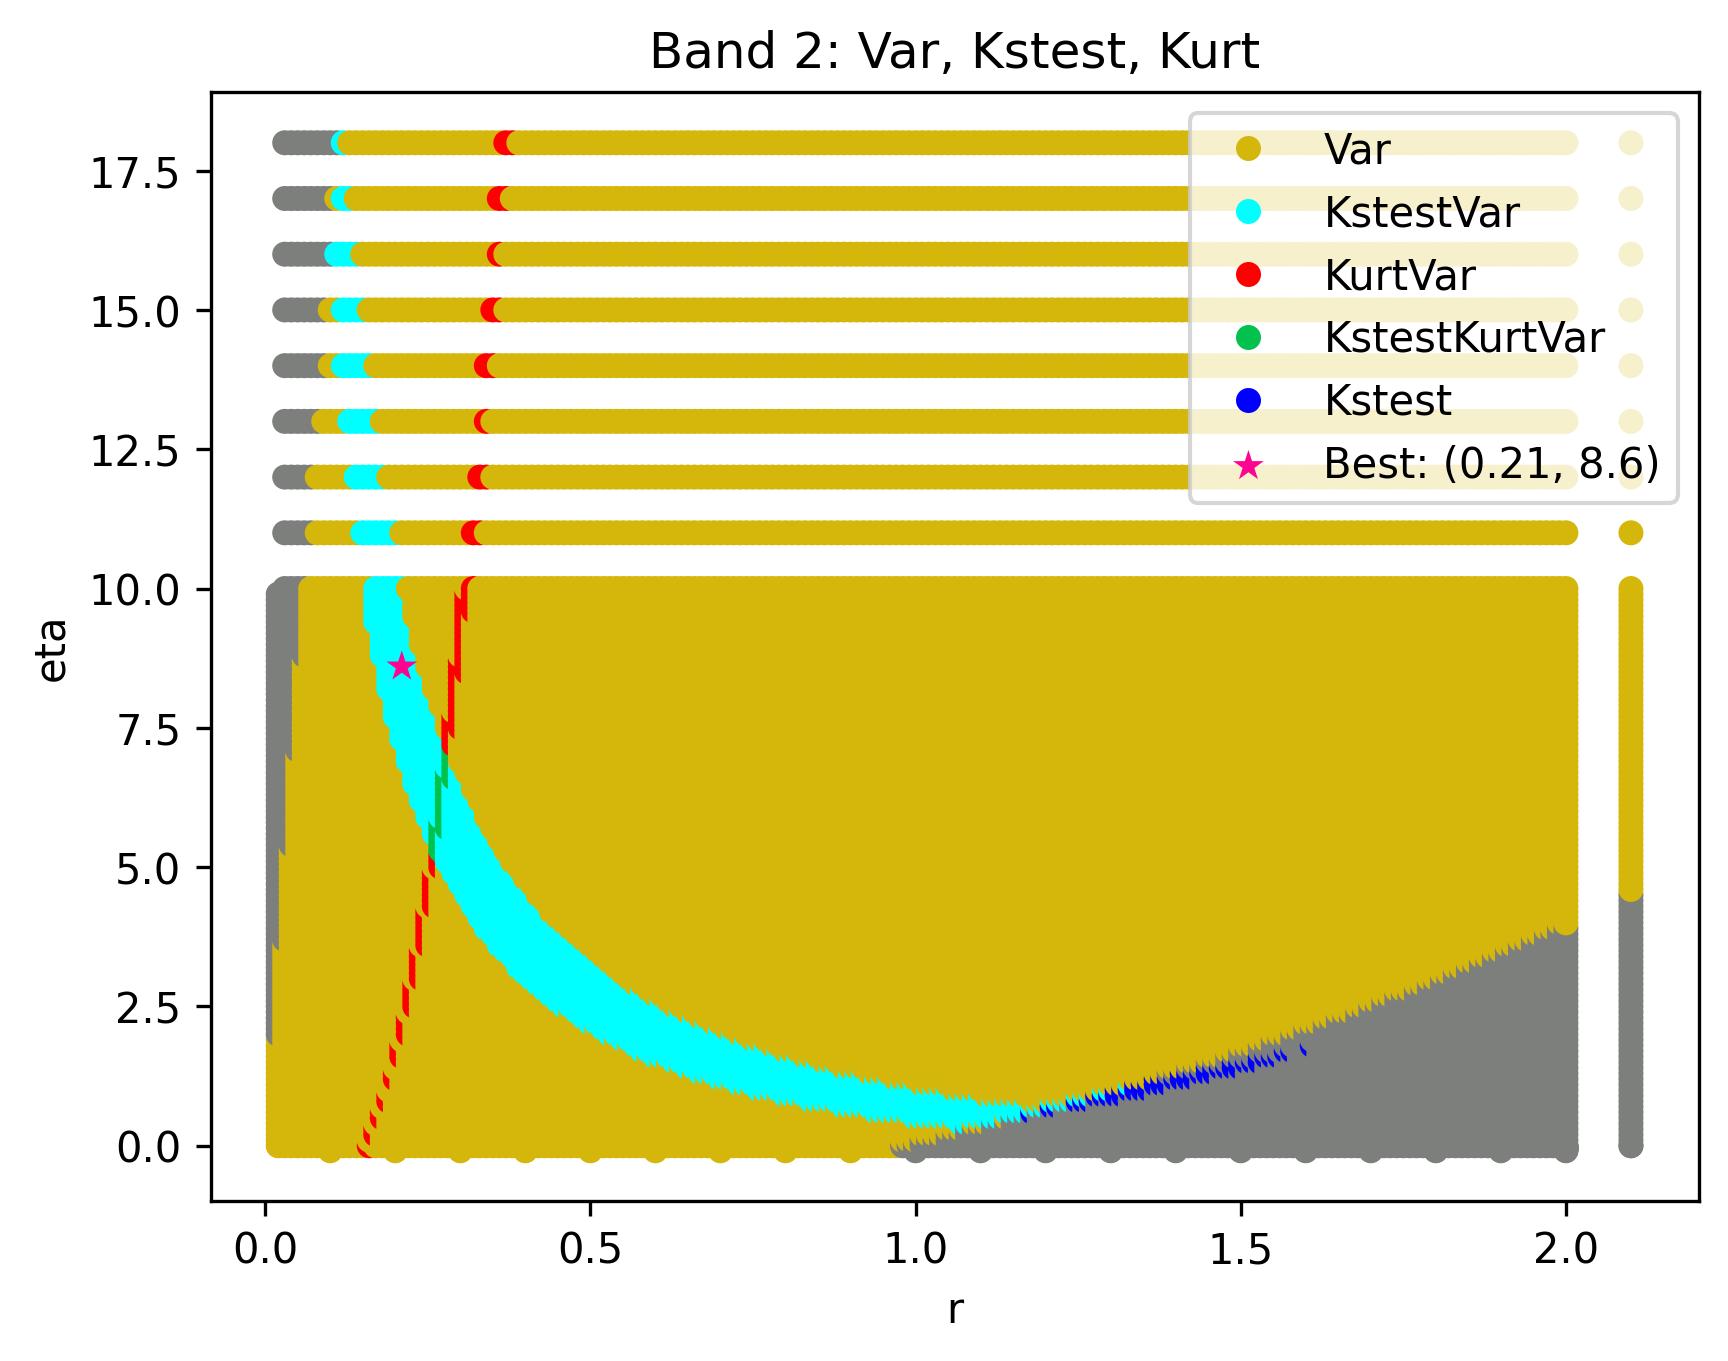 Band 2: Var, Kstest, Kurt
17.5
15.0
12.5
10.0
7.5
5.0
2.5
0.0
eta
Var
KstestVar
KurtVar
KstestKurtVar
Kstest
Best: (0.21, 8.6)
0.0 0.5 1.0 1.5 2.0
r